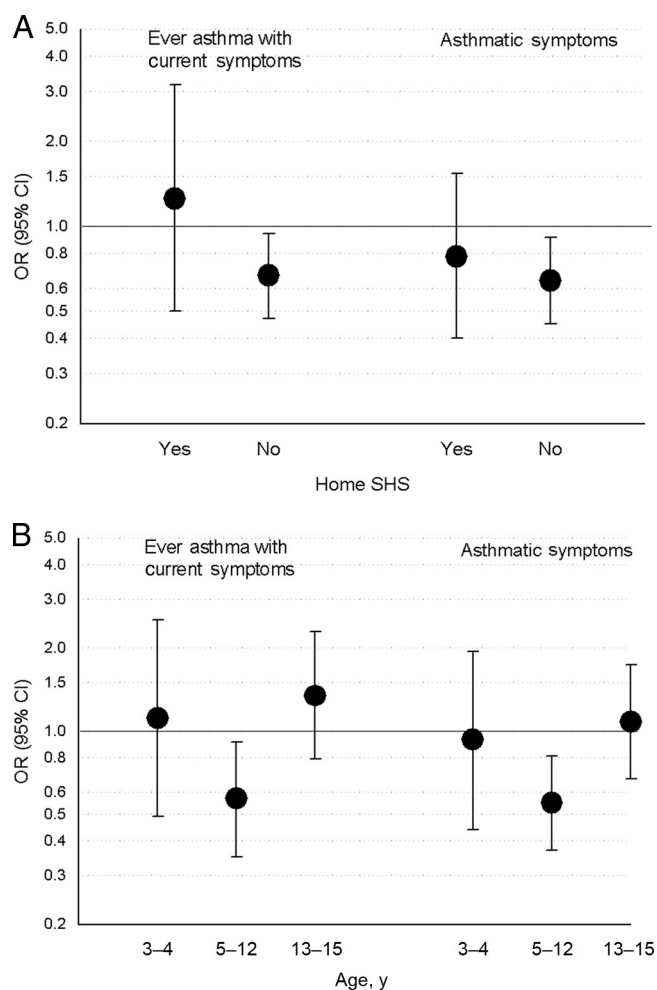 A
5.0
4.0
3.0
2.0
1.5
1.0
0.8
0.6
0.5
0.4
0.3
0.2
OR (95% CI)
Ever asthma with
current symptoms
Asthmatic symptoms
Yes
No
Yes
No
Home SHS
B
5.0
4.0
3.0
2.0
1.5
1.0
0.8
0.6
0.5
0.4
0.3
0.2
OR (95% CI)
Ever asthma with
current symptoms
Asthmatic symptoms
3–4
5–12
13–15
3–4
5–12
13–15
Age, y